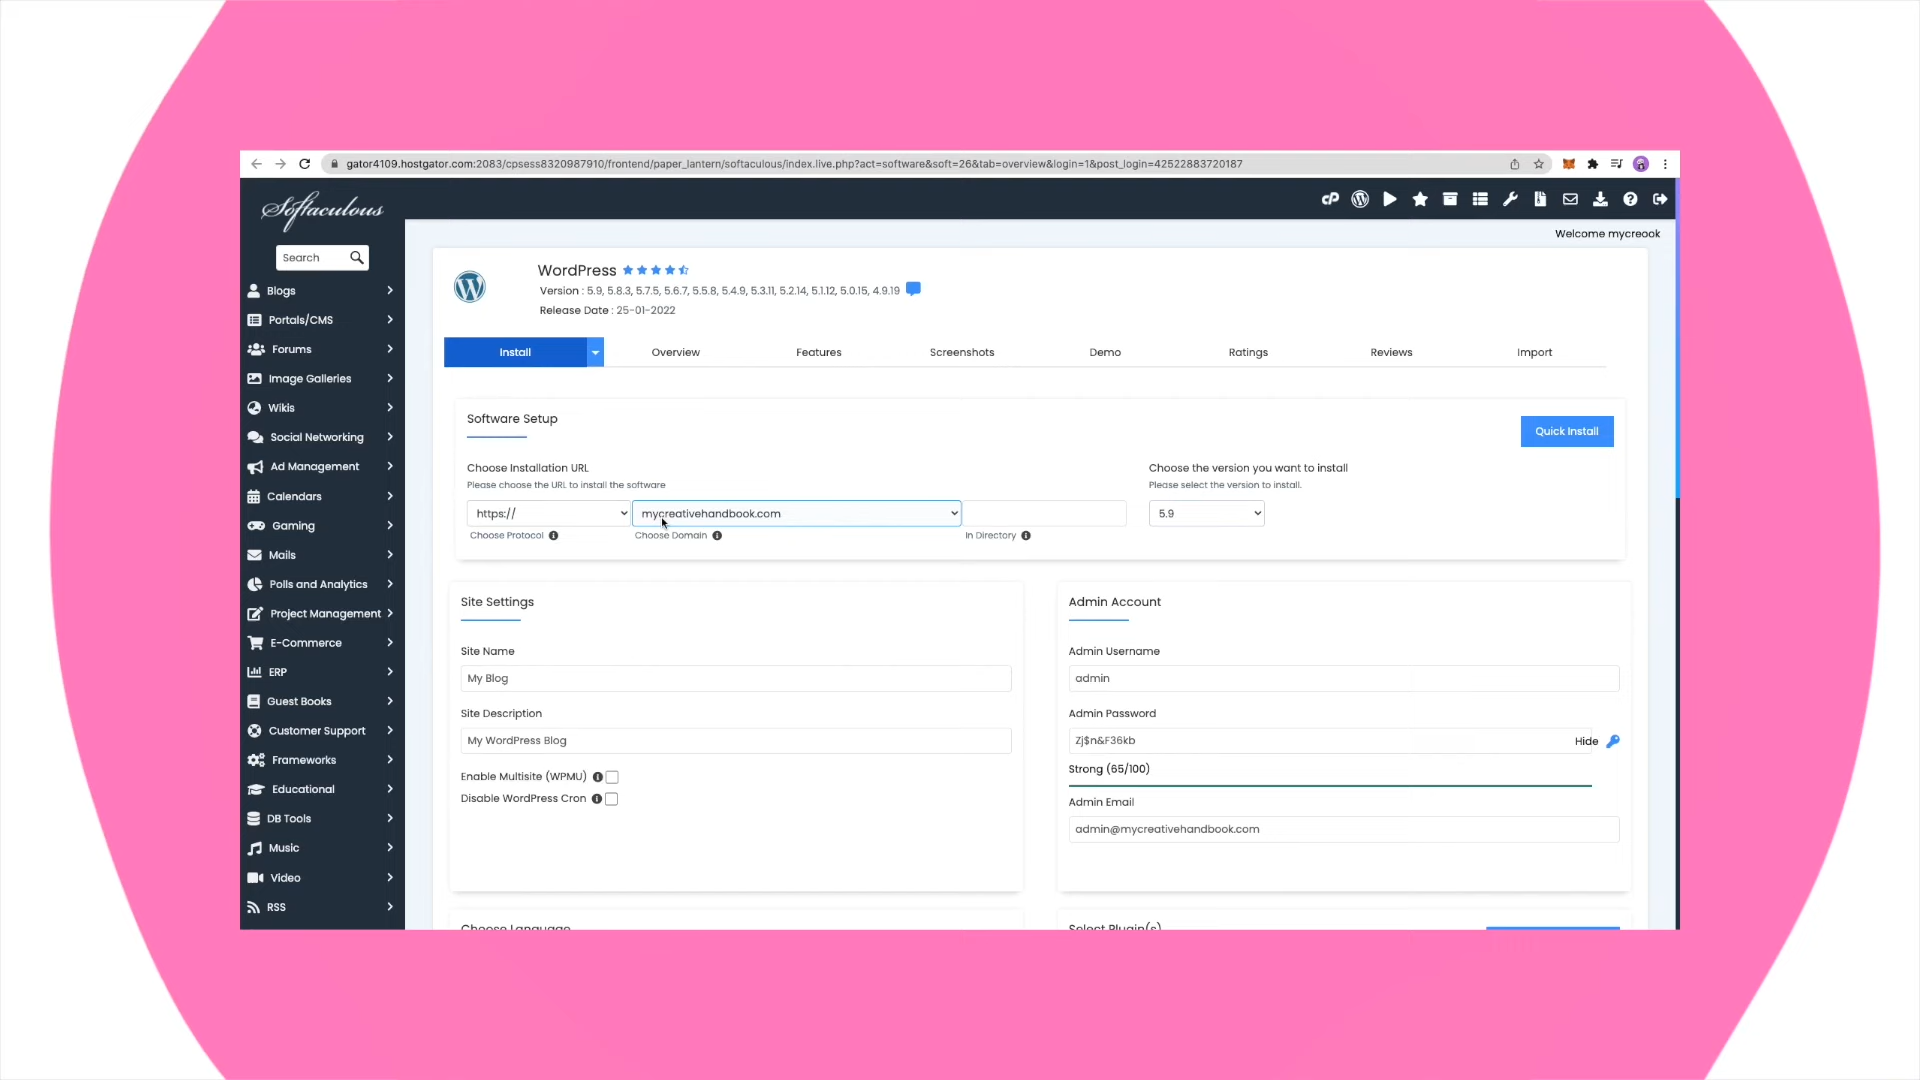 gator4109.hostgator.com:2083/cpsess8320987910/frontend/paper_lantern/softaculous/index.live.php?act=software&soft=26&tab=overview&login=1&post_login=42522883720187
Softaculous
Search
Blogs
Portals/CMS
Forums
Image Galleries
Wikis
Social Networking
Ad Management
Calendars
Gaming
Mails
Polls and Analytics
Project Management
E-Commerce
ERP
Guest Books
Customer Support
Frameworks
Educational
DB Tools
Music
Video
RSS
cP
Welcome mycreook
WordPress
Version : 5.9, 5.8.3, 5.7.5, 5.6.7, 5.5.8, 5.4.9, 5.3.11, 5.2.14, 5.1.12, 5.0.15, 4.9.19
Release Date : 25-01-2022
Install Overview Features Screenshots Demo Ratings Reviews Import
Software Setup
Quick Install
Choose Installation URL
Please choose the URL to install the software
https:// mycreativehandbook.com
Choose Protocol Choose Domain In Directory
Choose the version you want to install
Please select the version to install.
5.9
Site Settings
Site Name
My Blog
Site Description
My WordPress Blog
Enable Multisite (WPMU)
Disable WordPress Cron
Admin Account
Admin Username
admin
Admin Password
Zj$n&F36kb
Hide
Strong (65/100)
Admin Email
admin@mycreativehandbook.com
Choose Language
Select Plugin(s)